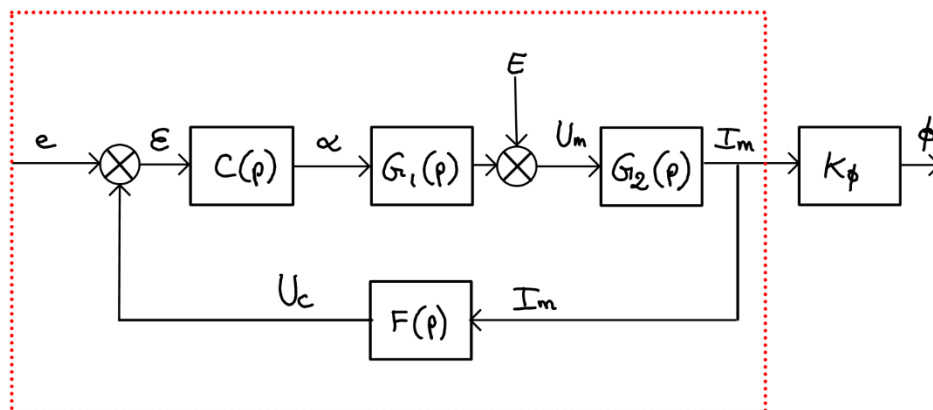 E
e ε C(p) α G₁(p) Um G₂(p) Im Kϕ ϕ
Uc F(p) Im